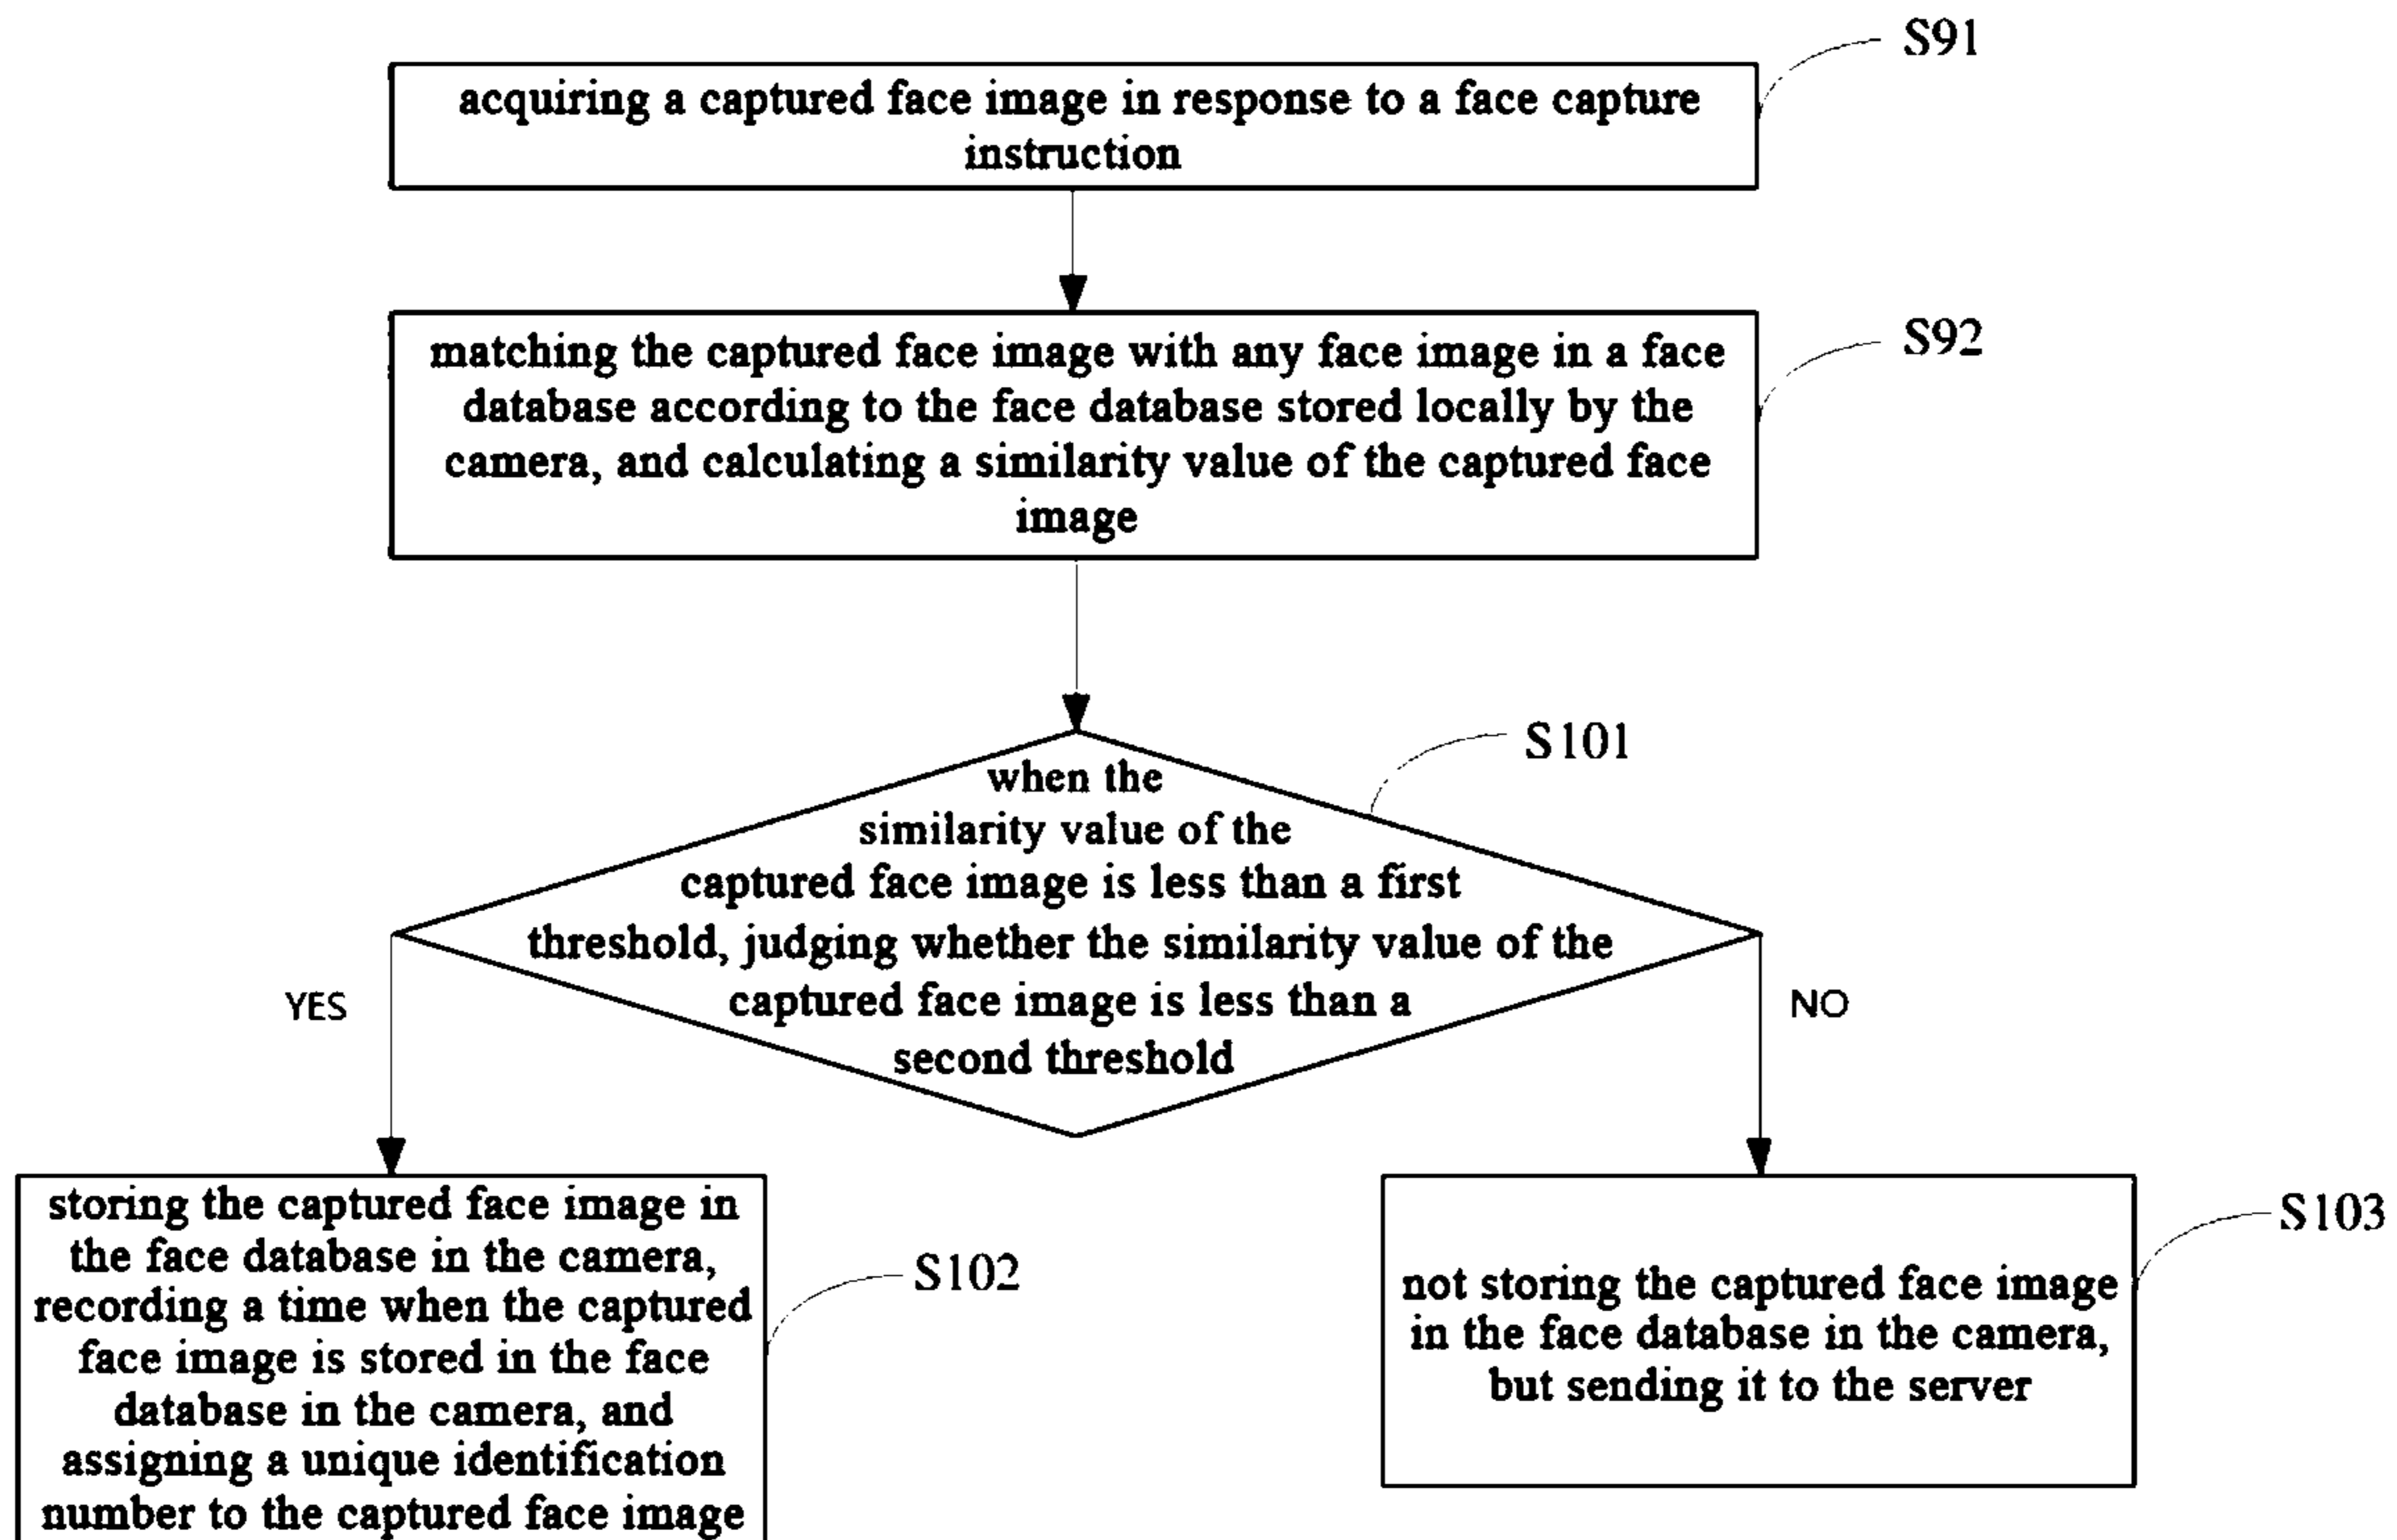 S91
acquiring a captured face image in response to a face capture
instruction
S92
matching the captured face image with any face image in a face
database according to the face database stored locally by the
camera, and calculating a similarity value of the captured face
image
S101
when the
similarity value of the
captured face image is less than a first
threshold, judging whether the similarity value of the
captured face image is less than a
second threshold
YES
NO
storing the captured face image in
the face database in the camera,
recording a time when the captured
face image is stored in the face
database in the camera, and
assigning a unique identification
number to the captured face image
S102
S103
not storing the captured face image
in the face database in the camera,
but sending it to the server